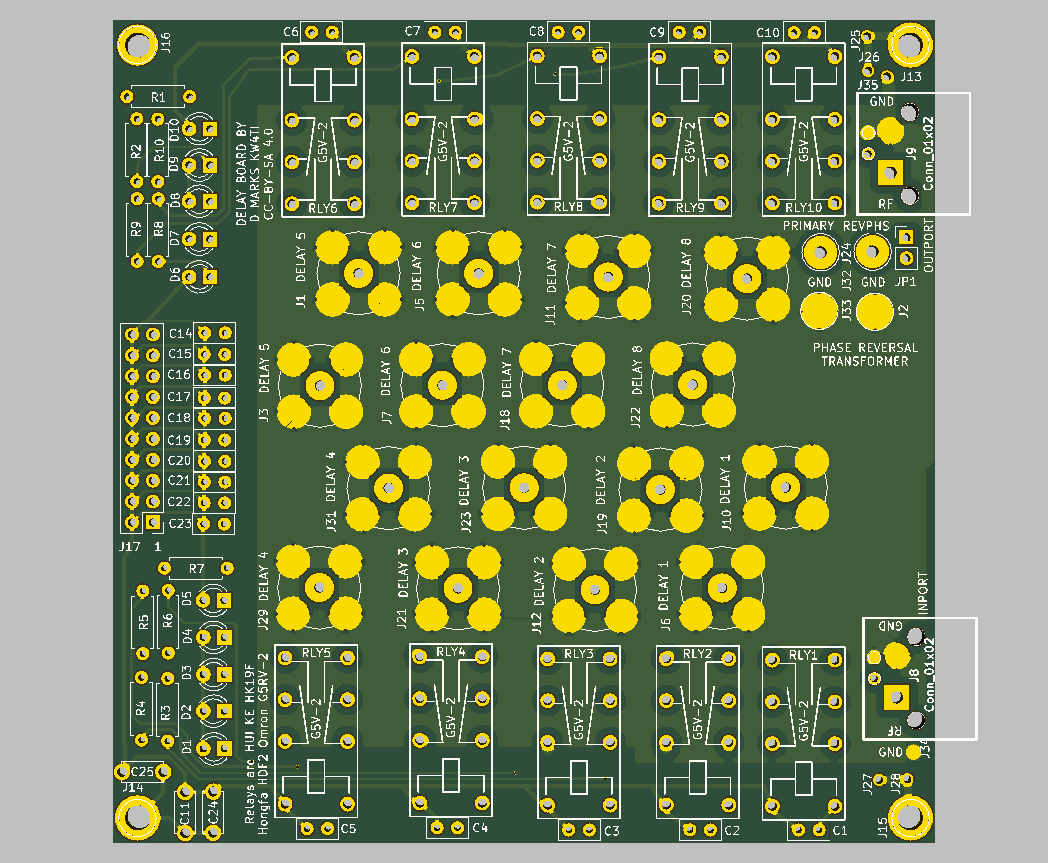 C6
C7
C8
C9
C10
J16
J25
J26
J35
J13
R1
GND
D10
R2
R10
D9
D8
R9
R8
D7
D6
DELAY BOARD BY
D MARKS KW4TI
CC-BY-SA 4.0
G5V-2
G5V-2
G5V-2
G5V-2
G5V-2
RLY6
RLY7
RLY8
RLY9
RLY10
J9
Conn_01x02
RF
PRIMARY
REVPHS
OUTPORT
J1
DELAY 5
J5
DELAY 6
J11
DELAY 7
J20
DELAY 8
J24
J32
GND
GND
JP1
J33
J2
PHASE REVERSAL
TRANSFORMER
C14
C15
C16
C17
C18
C19
C20
C21
C22
C23
J17
1
J3
DELAY 5
J7
DELAY 6
J18
DELAY 7
J22
DELAY 8
J31
DELAY 4
J23
DELAY 3
J19
DELAY 2
J10
DELAY 1
R7
D5
R5
R6
D4
D3
R4
R3
D2
D1
J29
DELAY 4
J21
DELAY 3
J12
DELAY 2
J6
DELAY 1
INPORT
GND
J8
Conn_01x02
RF
GND
J34
J27
J28
J15
RLY5
RLY4
RLY3
RLY2
RLY1
G5V-2
G5V-2
G5V-2
G5V-2
G5V-2
Relays are HUI KE HK19F
Hongfa HDF2 Omron G5RV-2
C25
J14
C11
C24
C5
C4
C3
C2
C1